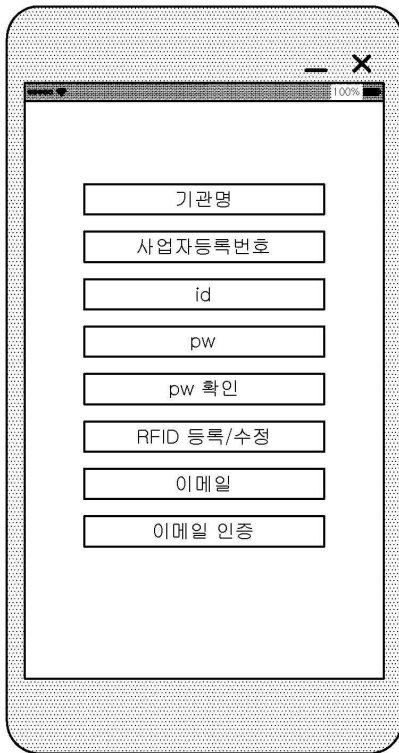 100%
기관명
사업자등록번호
id
pw
pw 확인
RFID 등록/수정
이메일
이메일 인증